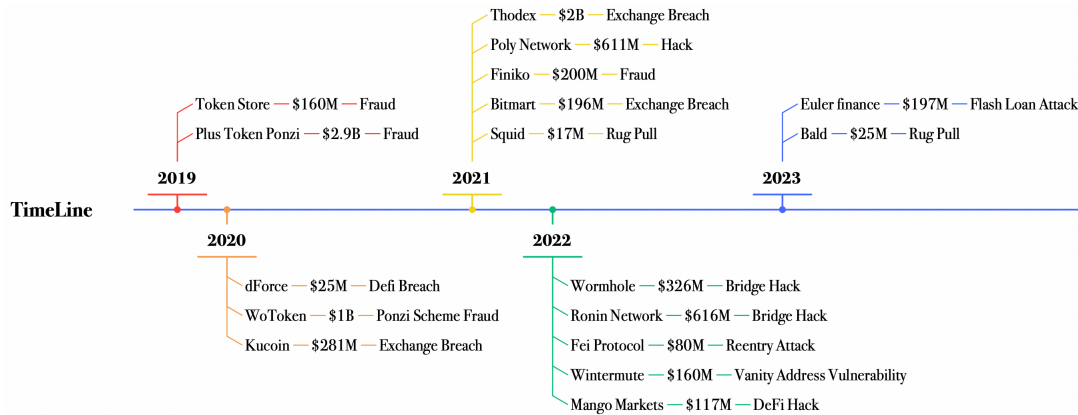 TimeLine
2019
Token Store — $160M — Fraud
Plus Token Ponzi — $2.9B — Fraud
2020
dForce — $25M — Defi Breach
WoToken — $1B — Ponzi Scheme Fraud
Kucoin — $281M — Exchange Breach
2021
Thodex — $2B — Exchange Breach
Poly Network — $611M — Hack
Finiko — $200M — Fraud
Bitmart — $196M — Exchange Breach
Squid — $17M — Rug Pull
2022
Wormhole — $326M — Bridge Hack
Ronin Network — $616M — Bridge Hack
Fei Protocol — $80M — Reentry Attack
Wintermute — $160M — Vanity Address Vulnerability
Mango Markets — $117M — DeFi Hack
2023
Euler finance — $197M — Flash Loan Attack
Bald — $25M — Rug Pull